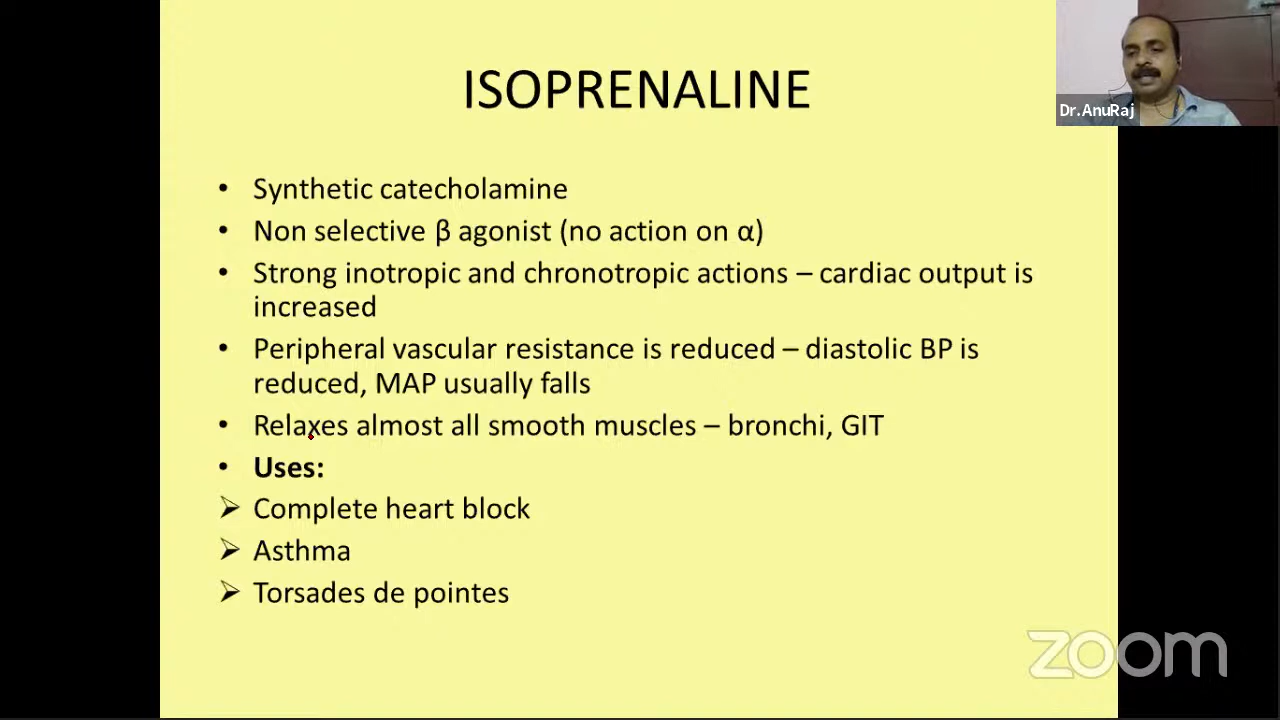 ISOPRENALINE
Dr.AnuRaj
• Synthetic catecholamine
• Non selective β agonist (no action on α)
• Strong inotropic and chronotropic actions – cardiac output is
increased
• Peripheral vascular resistance is reduced – diastolic BP is
reduced, MAP usually falls
• Relaxes almost all smooth muscles – bronchi, GIT
• Uses:
➢ Complete heart block
➢ Asthma
➢ Torsades de pointes
zoom